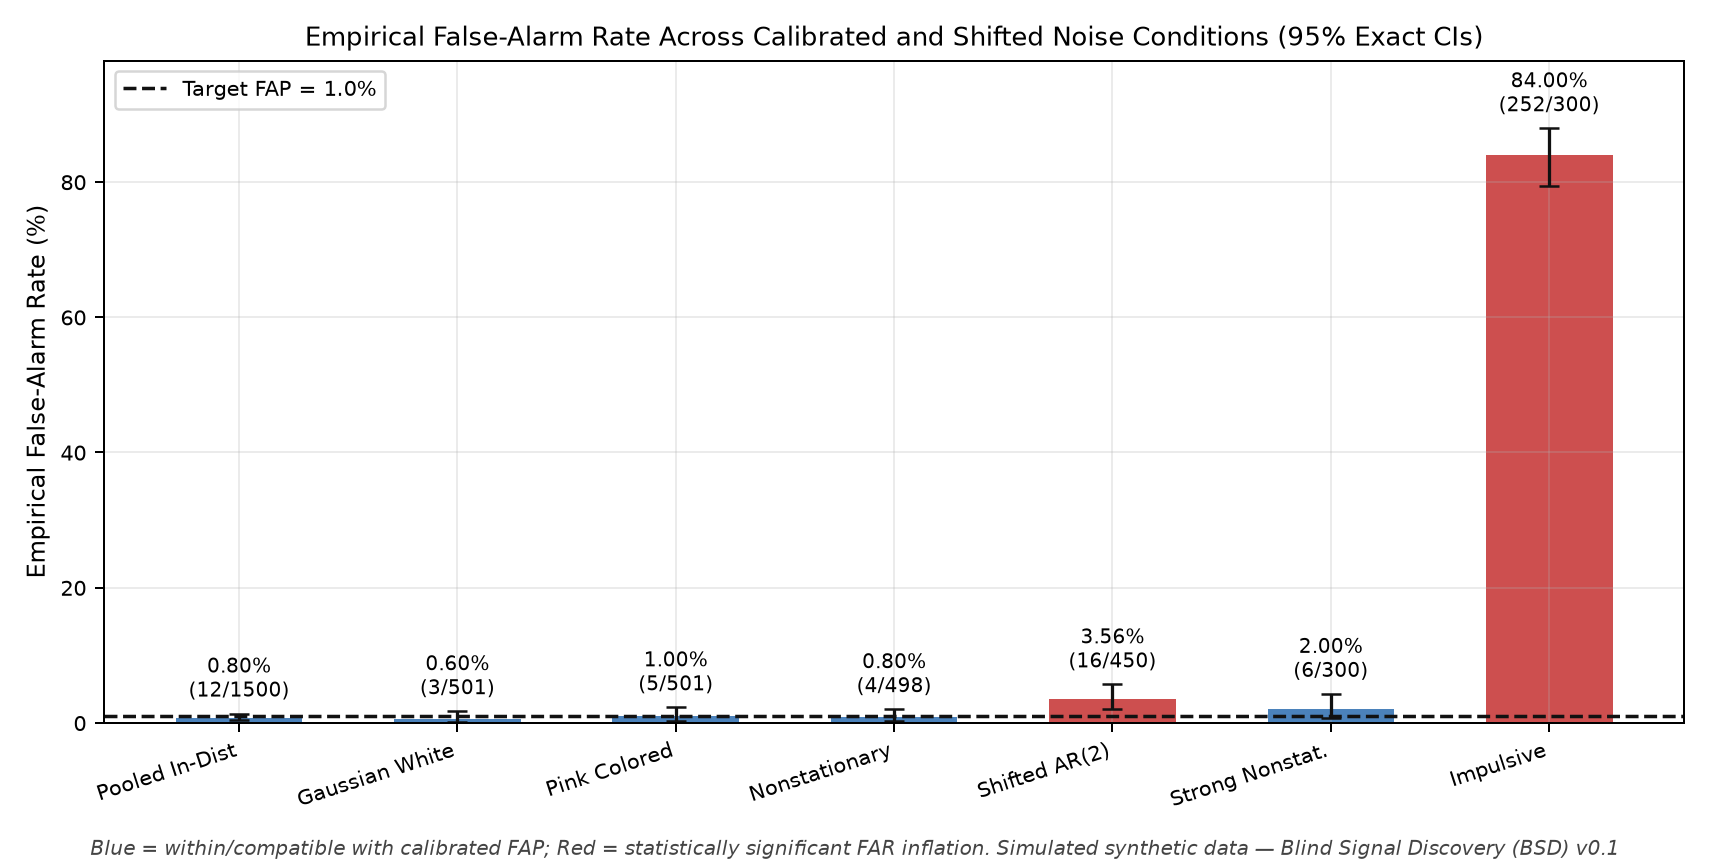 Empirical False-Alarm Rate Across Calibrated and Shifted Noise Conditions (95% Exact CIs)
Target FAP = 1.0%
Empirical False-Alarm Rate (%)
80
60
40
20
0
0.80%
(12/1500)
0.60%
(3/501)
1.00%
(5/501)
0.80%
(4/498)
3.56%
(16/450)
2.00%
(6/300)
84.00%
(252/300)
Pooled In-Dist
Gaussian White
Pink Colored
Nonstationary
Shifted AR(2)
Strong Nonstat.
Impulsive
Blue = within/compatible with calibrated FAP; Red = statistically significant FAR inflation. Simulated synthetic data — Blind Signal Discovery (BSD) v0.1